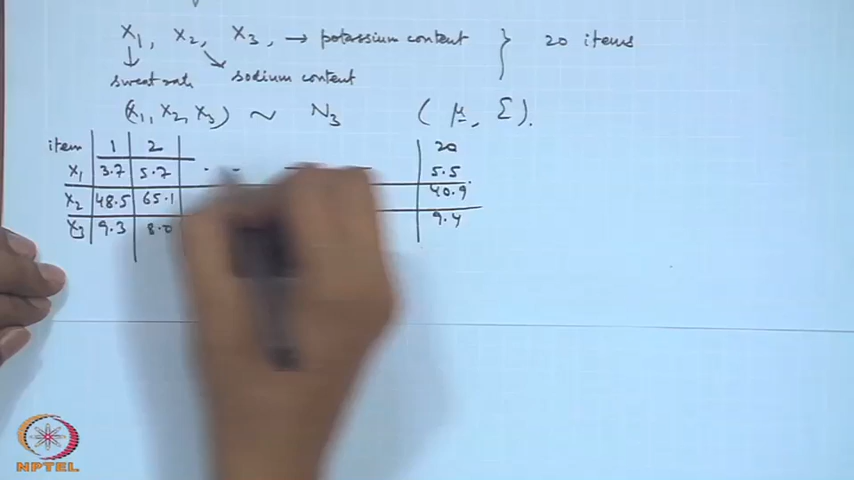 X₁, X₂, X₃, → potassium content } 20 items
↓ ↘
sweat rate sodium content
(X₁, X₂, X₃) ~ N₃ (μ, Σ).
item 1 2 20
X₁ 3.7 5.7 . - 5.5
X₂ 48.5 65.1 40.9
X₃ 9.3 8.0 9.4
NPTEL